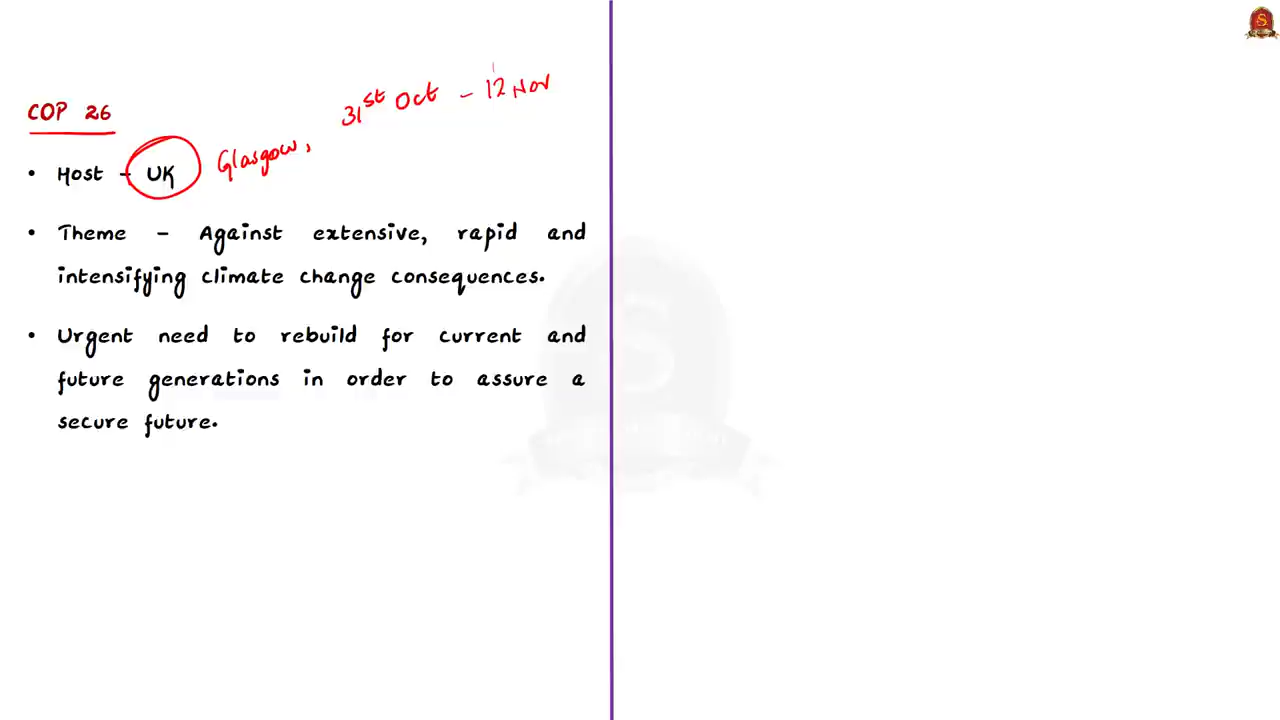 31st Oct - 12 Nov
COP 26
• Host - UK Glasgow,
• Theme - Against extensive, rapid and
intensifying climate change consequences.
• Urgent need to rebuild for current and
future generations in order to assure a
secure future.
S